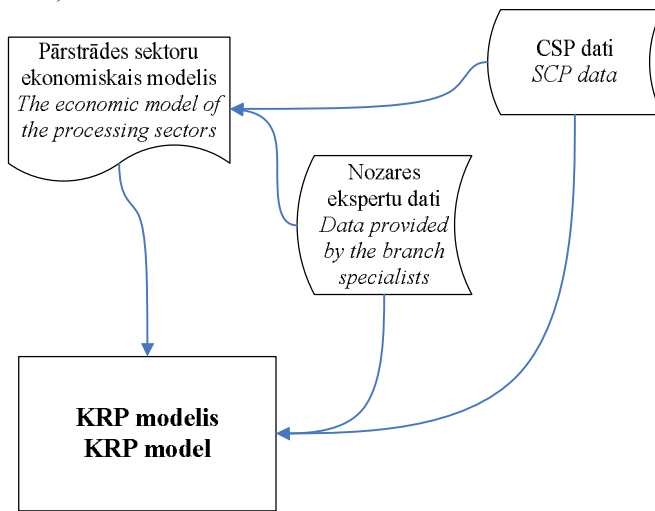 Pārstrādes sektoru
ekonomiskais modelis
The economic model of
the processing sectors
CSP dati
SCP data
Nozares
ekspertu dati
Data provided
by the branch
specialists
KRP modelis
KRP model